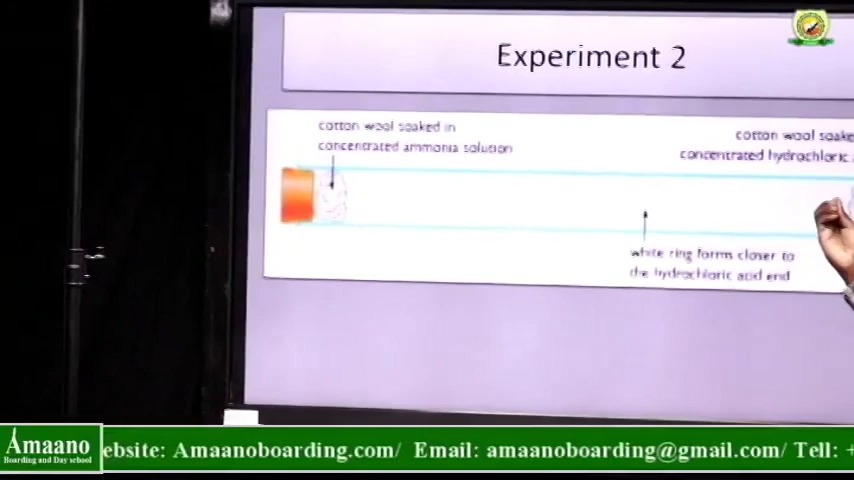 Experiment 2
cotton wool soaked in
concentrated ammonia solution
cotton wool soake
concentrated hydrochloric
white ring forms closer to
the hydrochloric acid end
Amaano
Boarding and Day school
ebsite: Amaanoboarding.com/ Email: amaanoboarding@gmail.com/ Tell: +